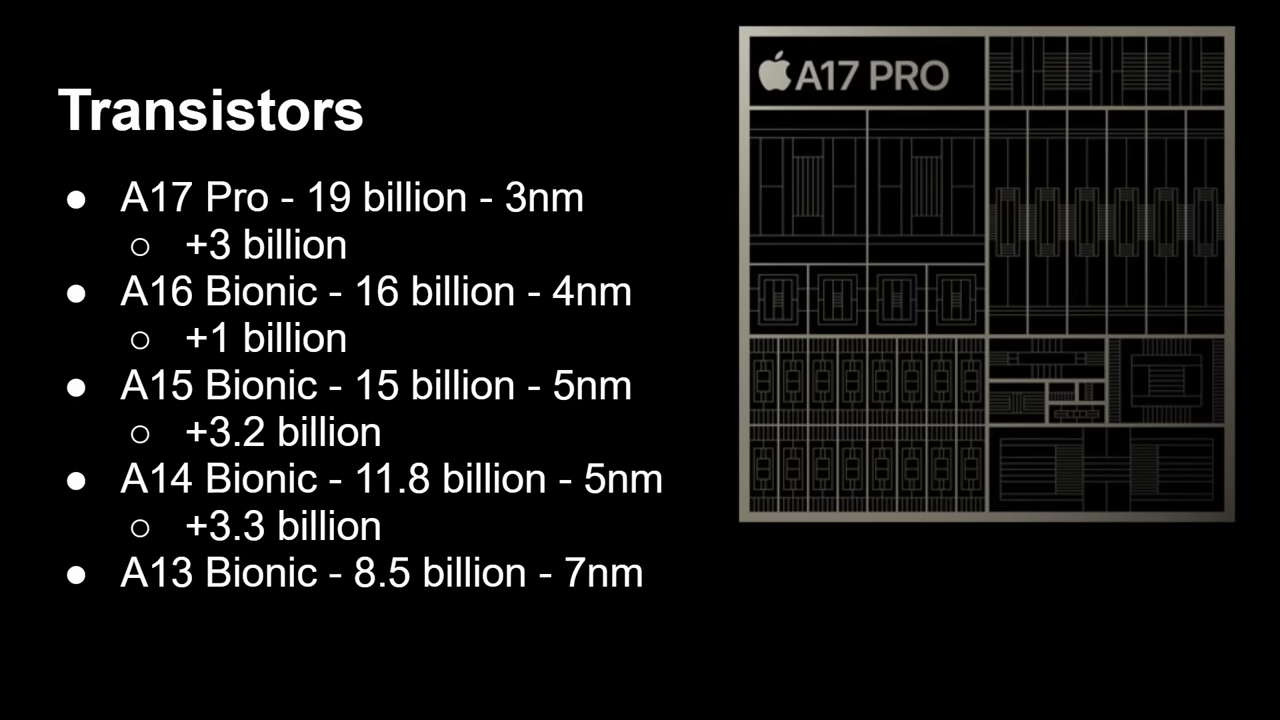 Transistors
● A17 Pro - 19 billion - 3nm
○ +3 billion
● A16 Bionic - 16 billion - 4nm
○ +1 billion
● A15 Bionic - 15 billion - 5nm
○ +3.2 billion
● A14 Bionic - 11.8 billion - 5nm
○ +3.3 billion
● A13 Bionic - 8.5 billion - 7nm
A17 PRO